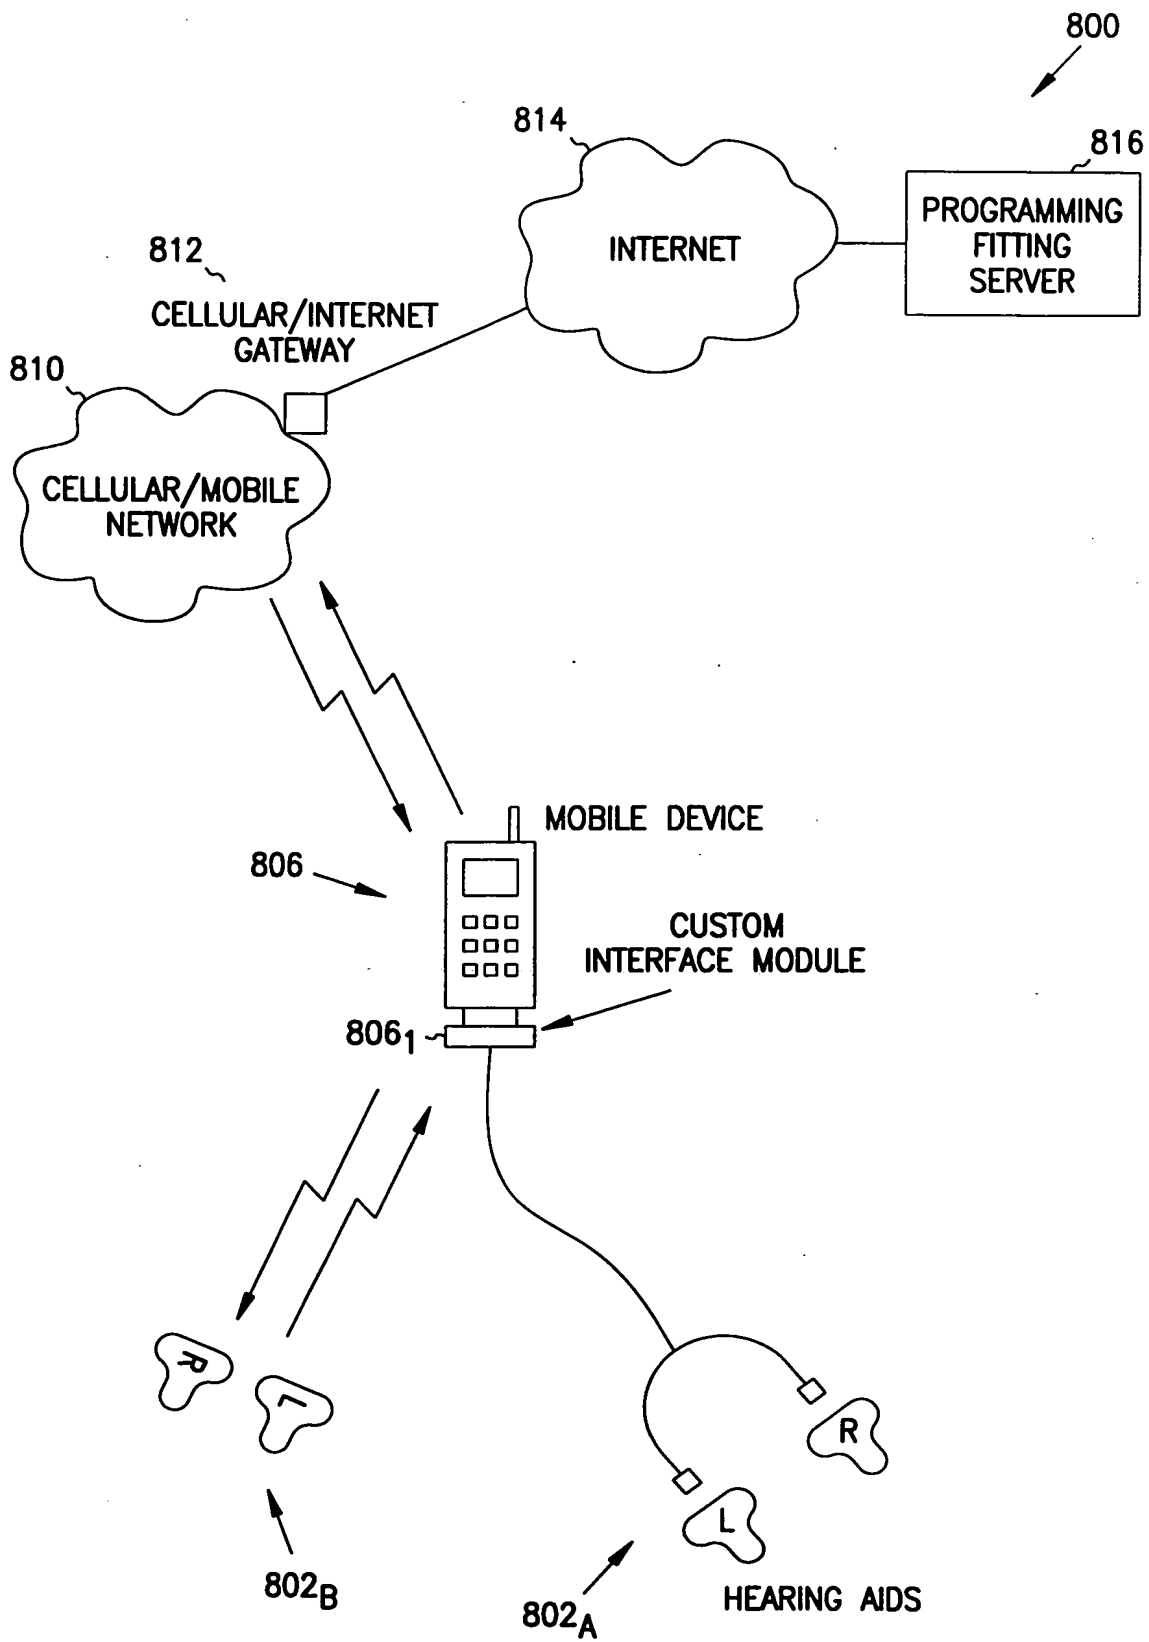 800
814
816
PROGRAMMING
FITTING
SERVER
INTERNET
812
CELLULAR/INTERNET
GATEWAY
810
CELLULAR/MOBILE
NETWORK
MOBILE DEVICE
806
CUSTOM
INTERFACE MODULE
806₁
R
L
R
L
802B
802A
HEARING AIDS